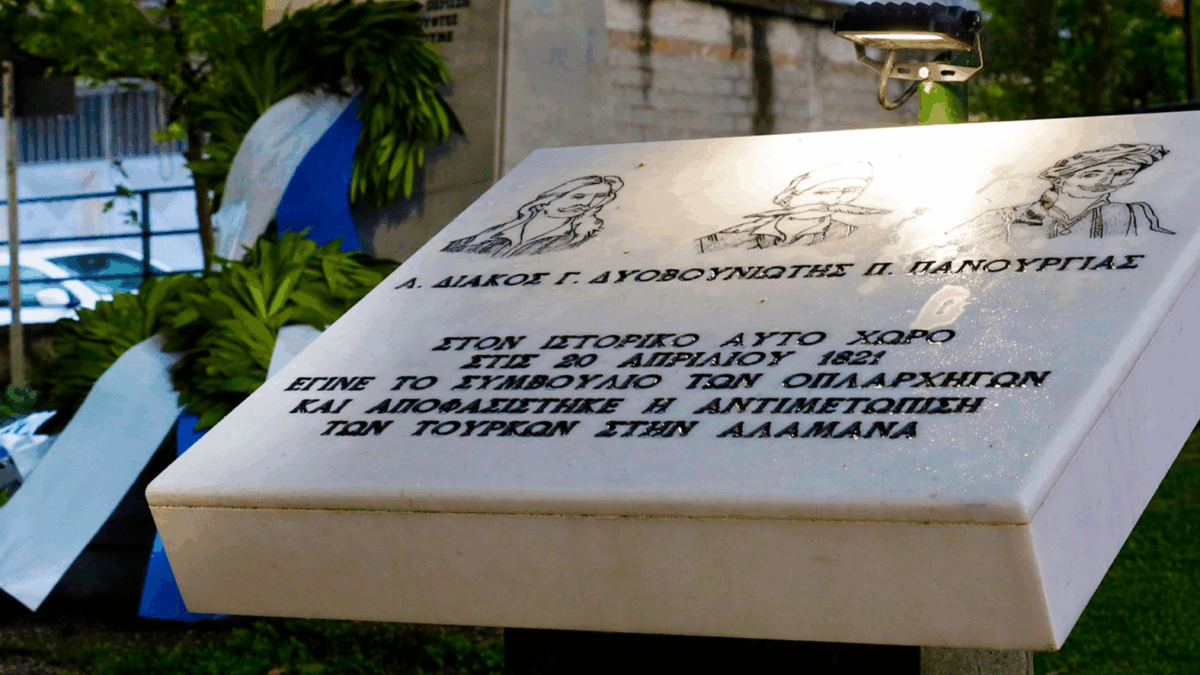 Α. ΔΙΑΚΟΣ Γ. ΔΥΟΒΟΥΝΙΩΤΗΣ Π. ΠΑΝΟΥΡΓΙΑΣ
ΣΤΟΝ ΙΣΤΟΡΙΚΟ ΑΥΤΟ ΧΩΡΟ
ΣΤΙΣ 20 ΑΠΡΙΛΙΟΥ 1821
ΕΓΙΝΕ ΤΟ ΣΥΜΒΟΥΛΙΟ ΤΩΝ ΟΠΛΑΡΧΗΓΩΝ
ΚΑΙ ΑΠΟΦΑΣΙΣΤΗΚΕ Η ΑΝΤΙΜΕΤΩΠΙΣΗ
ΤΩΝ ΤΟΥΡΚΩΝ ΣΤΗΝ ΑΛΑΜΑΝΑ